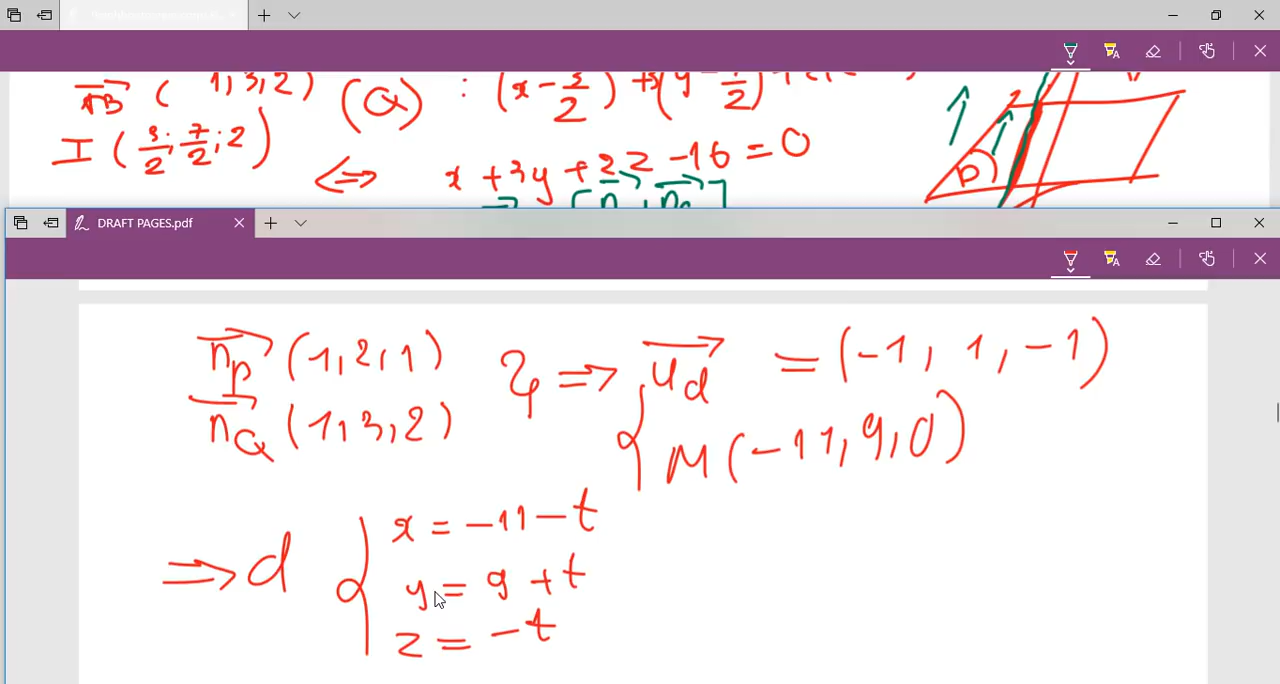 AB ( 1, 3, 2) (Q) : (x - 3/2) + 3(y - 7/2) +
I ( 3/2; 7/2; 2)
<=> x + 3y + 2z - 16 = 0
P
DRAFT PAGES.pdf
n_P (1, 2, 1)
n_Q (1, 3, 2)
=> u_d = (-1, 1, -1)
M (-11, 9, 0)
=> d { x = -11 - t
y = 9 + t
z = -t